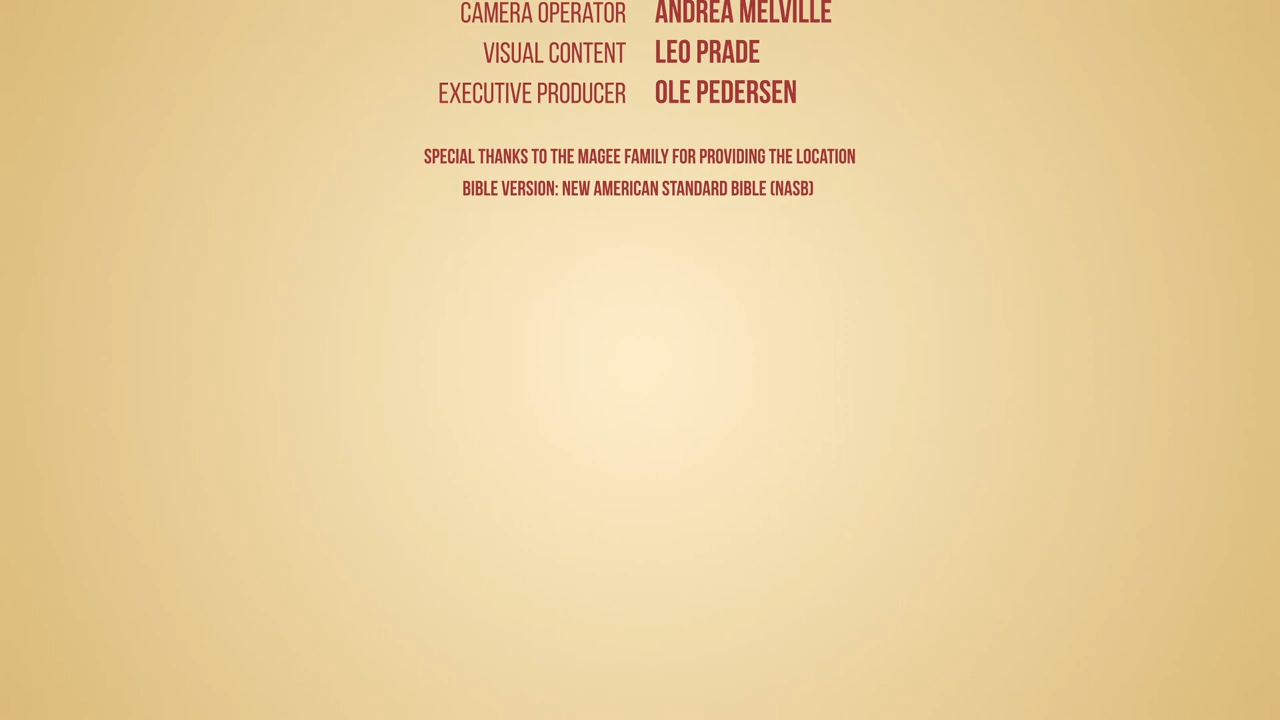 CAMERA OPERATOR ANDREA MELVILLE
VISUAL CONTENT LEO PRADE
EXECUTIVE PRODUCER OLE PEDERSEN
SPECIAL THANKS TO THE MAGEE FAMILY FOR PROVIDING THE LOCATION
BIBLE VERSION: NEW AMERICAN STANDARD BIBLE (NASB)